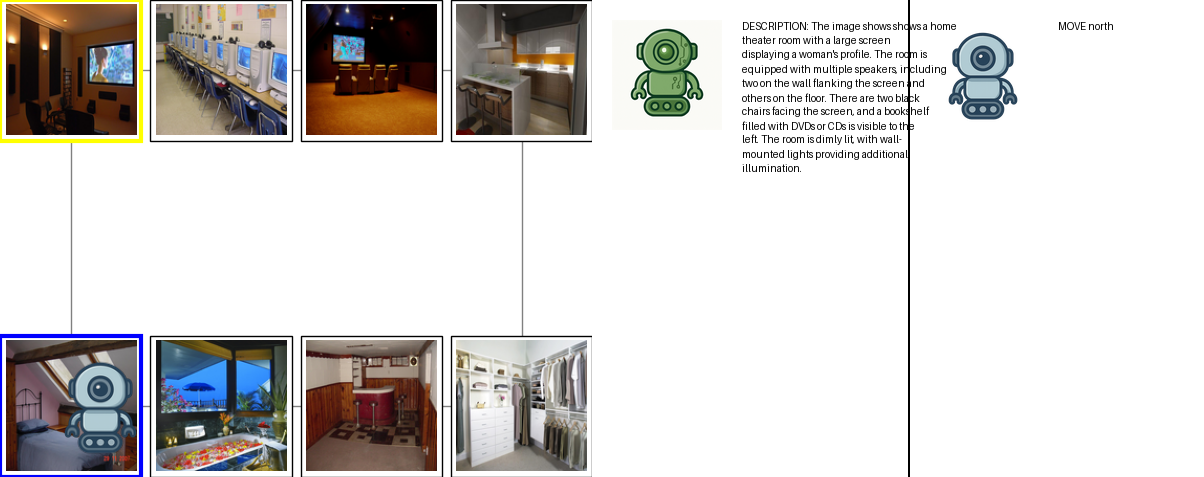 DESCRIPTION: The image shows shows a home
theater room with a large screen
displaying a woman's profile. The room is
equipped with multiple speakers, including
two on the wall flanking the screen and
others on the floor. There are two black
chairs facing the screen, and a bookshelf
filled with DVDs or CDs is visible to the
left. The room is dimly lit, with wall-
mounted lights providing additional
illumination.
MOVE north